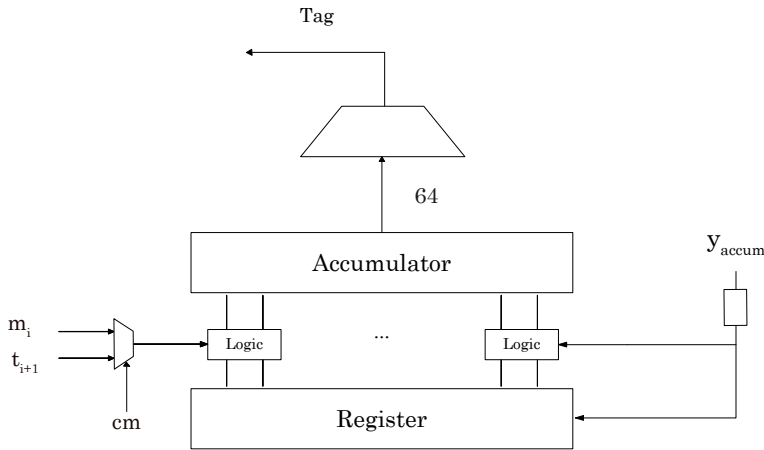 Tag
64
Accumulator
y_accum
m_i
Logic
...
Logic
t_i+1
Register
cm